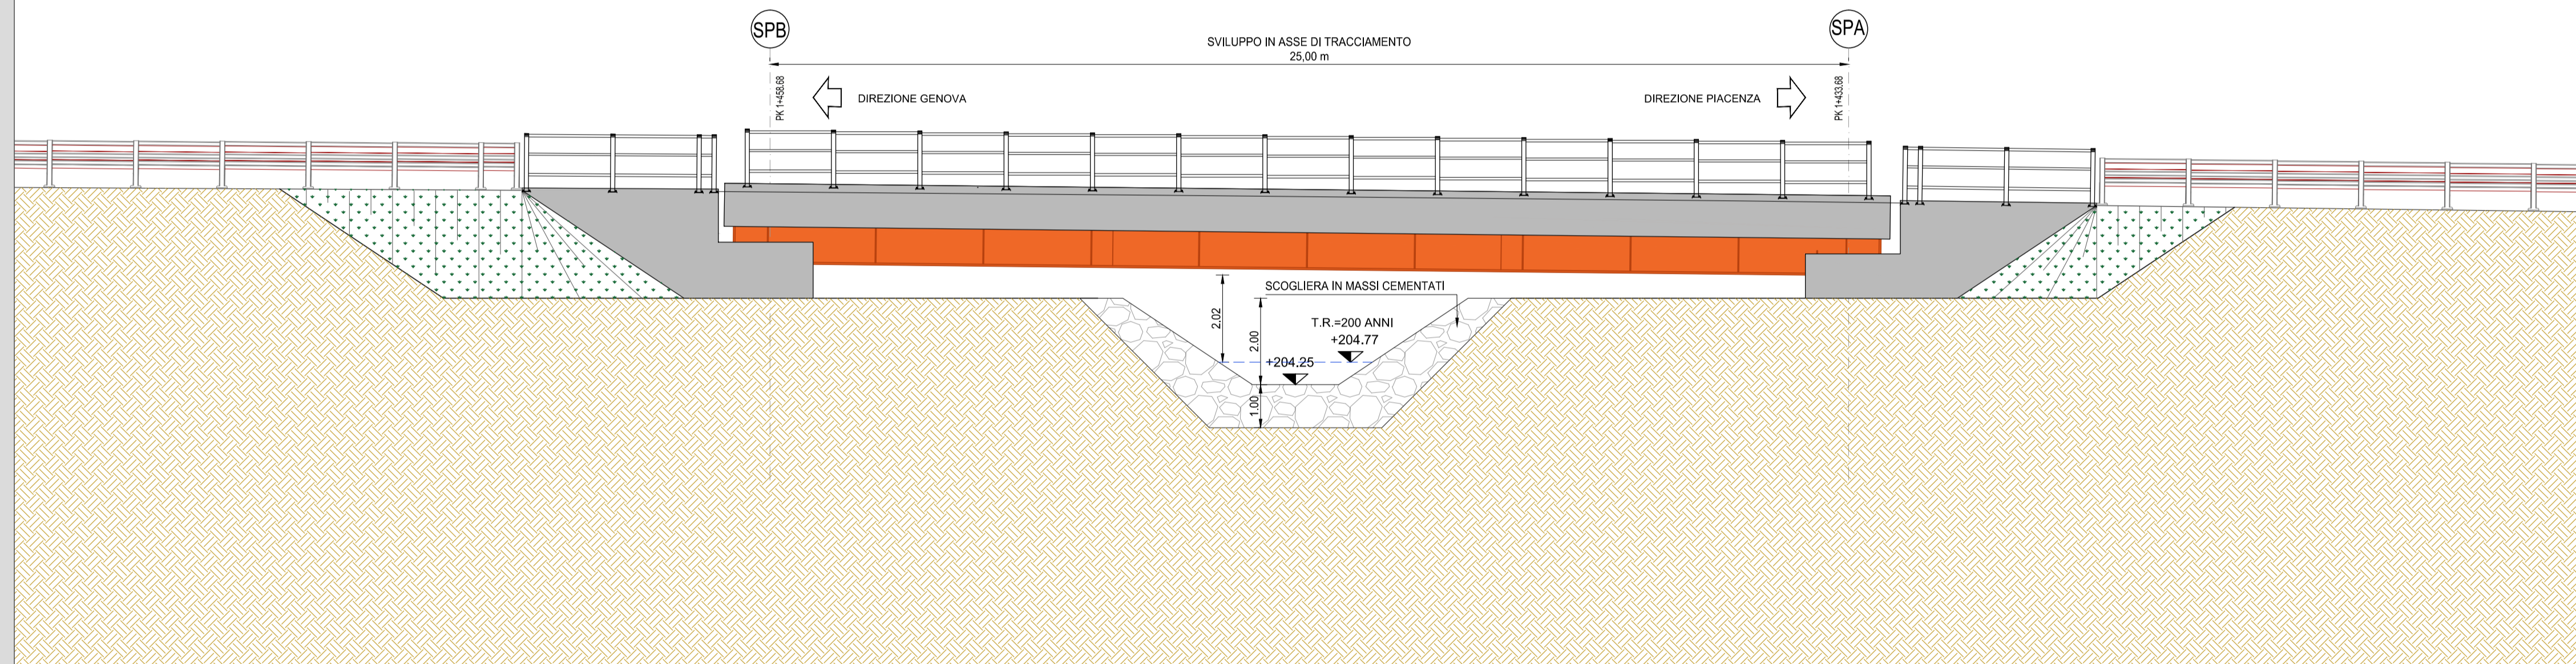 SPB
SPA
SVILUPPO IN ASSE DI TRACCIAMENTO
25,00 m
PK 1+458.68
DIREZIONE GENOVA
DIREZIONE PIACENZA
PK 1+433.68
SCOGLIERA IN MASSI CEMENTATI
2.02
2.00
T.R.=200 ANNI
+204.77
+204.25
1.00